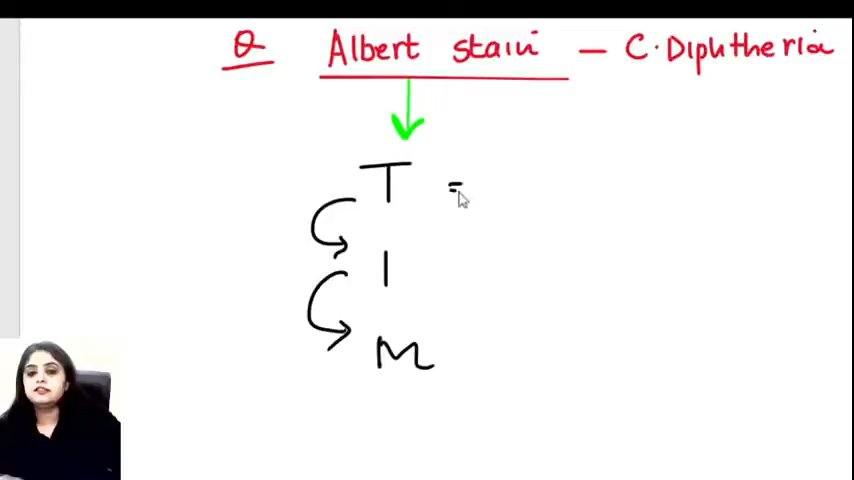 Q Albert stain - C. Diphtheria
T =
I
M